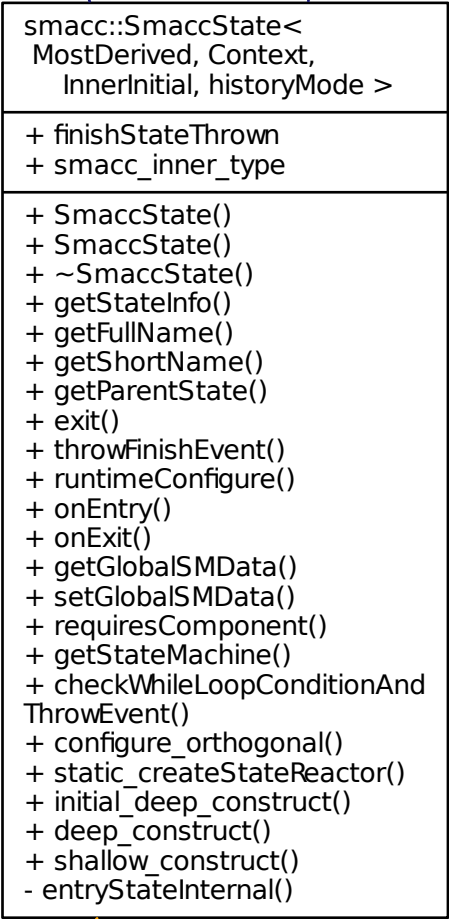 smacc::SmaccState<
MostDerived, Context,
InnerInitial, historyMode >
+ finishStateThrown
+ smacc_inner_type
+ SmaccState()
+ SmaccState()
+ ~SmaccState()
+ getStateInfo()
+ getFullName()
+ getShortName()
+ getParentState()
+ exit()
+ throwFinishEvent()
+ runtimeConfigure()
+ onEntry()
+ onExit()
+ getGlobalSMData()
+ setGlobalSMData()
+ requiresComponent()
+ getStateMachine()
+ checkWhileLoopConditionAnd
ThrowEvent()
+ configure_orthogonal()
+ static_createStateReactor()
+ initial_deep_construct()
+ deep_construct()
+ shallow_construct()
- entryStateInternal()